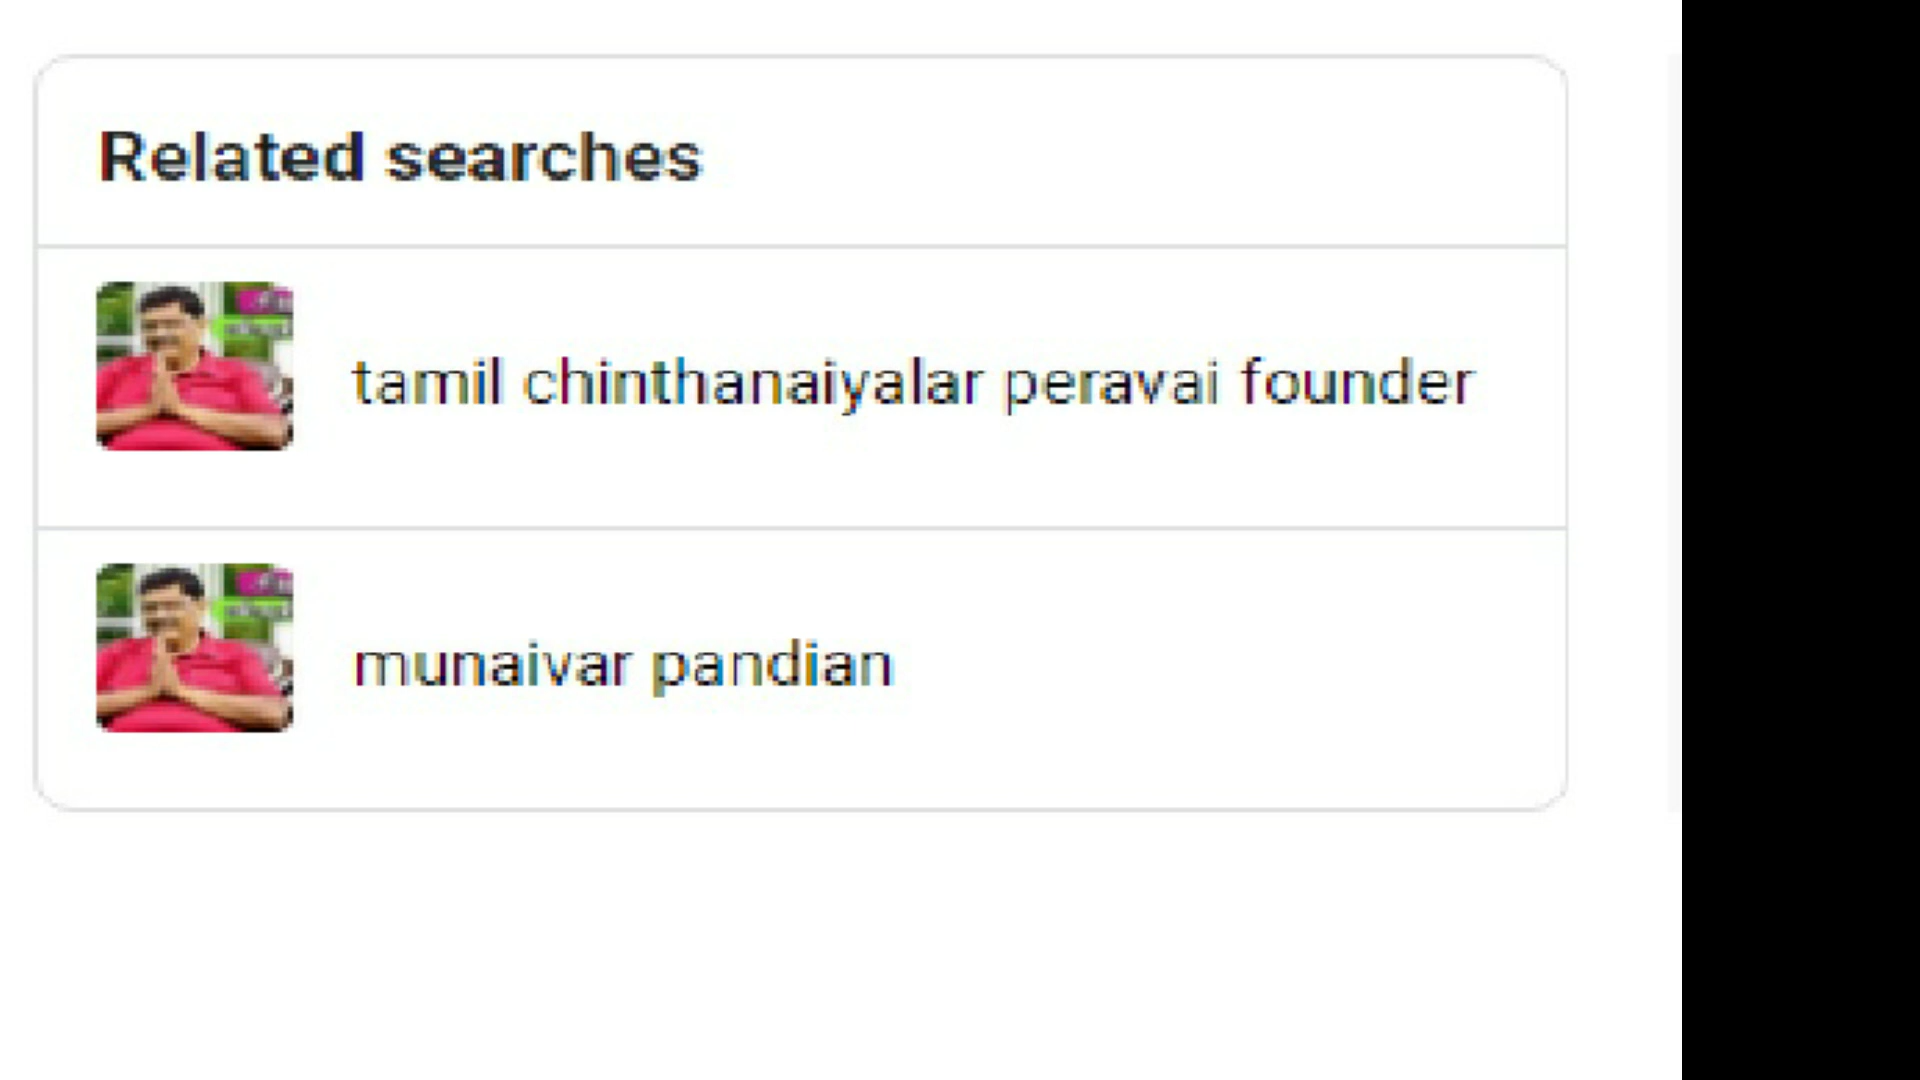 Related searches
tamil chinthanaiyalar peravai founder
munaivar pandian